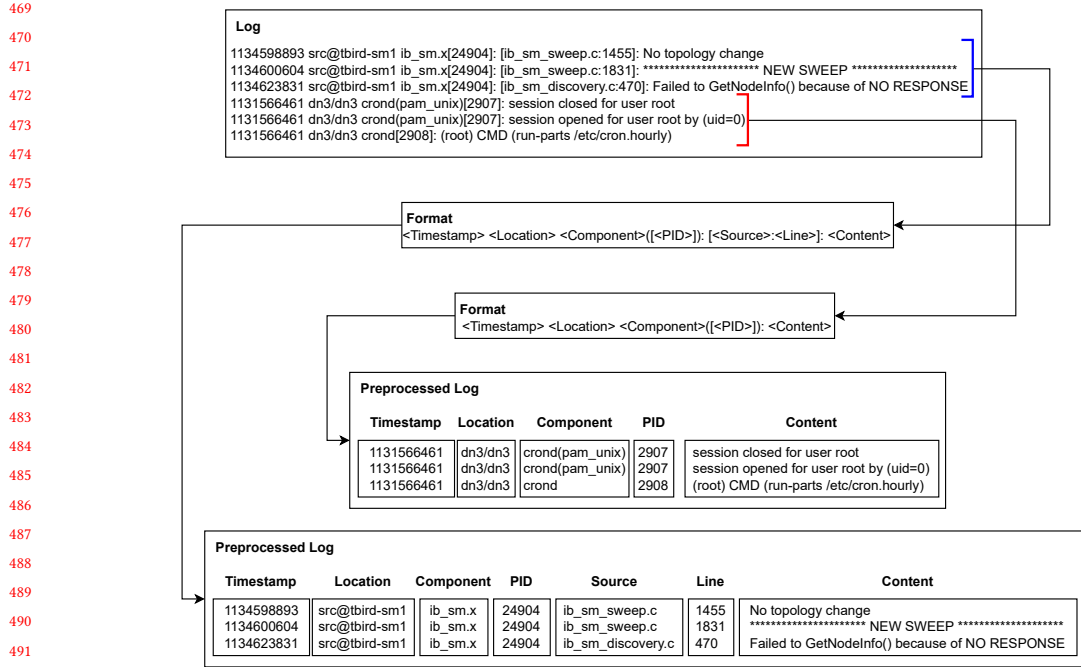 469
470
471
472
473
474
475
476
477
478
479
480
481
482
483
484
485
486
487
488
489
490
491
Log
1134598893 src@tbird-sm1 ib_sm.x[24904]: [ib_sm_sweep.c:1455]: No topology change
1134600604 src@tbird-sm1 ib_sm.x[24904]: [ib_sm_sweep.c:1831]: ********************** NEW SWEEP ********************
1134623831 src@tbird-sm1 ib_sm.x[24904]: [ib_sm_discovery.c:470]: Failed to GetNodeInfo() because of NO RESPONSE
1131566461 dn3/dn3 crond(pam_unix)[2907]: session closed for user root
1131566461 dn3/dn3 crond(pam_unix)[2907]: session opened for user root by (uid=0)
1131566461 dn3/dn3 crond[2908]: (root) CMD (run-parts /etc/cron.hourly)
Format
<Timestamp> <Location> <Component>([<PID>]): [<Source>:<Line>]: <Content>
Format
<Timestamp> <Location> <Component>([<PID>]): <Content>
Preprocessed Log
Timestamp Location Component PID Content
1131566461 dn3/dn3 crond(pam_unix) 2907 session closed for user root
1131566461 dn3/dn3 crond(pam_unix) 2907 session opened for user root by (uid=0)
1131566461 dn3/dn3 crond 2908 (root) CMD (run-parts /etc/cron.hourly)
Preprocessed Log
Timestamp Location Component PID Source Line Content
1134598893 src@tbird-sm1 ib_sm.x 24904 ib_sm_sweep.c 1455 No topology change
1134600604 src@tbird-sm1 ib_sm.x 24904 ib_sm_sweep.c 1831 ********************** NEW SWEEP ********************
1134623831 src@tbird-sm1 ib_sm.x 24904 ib_sm_discovery.c 470 Failed to GetNodeInfo() because of NO RESPONSE